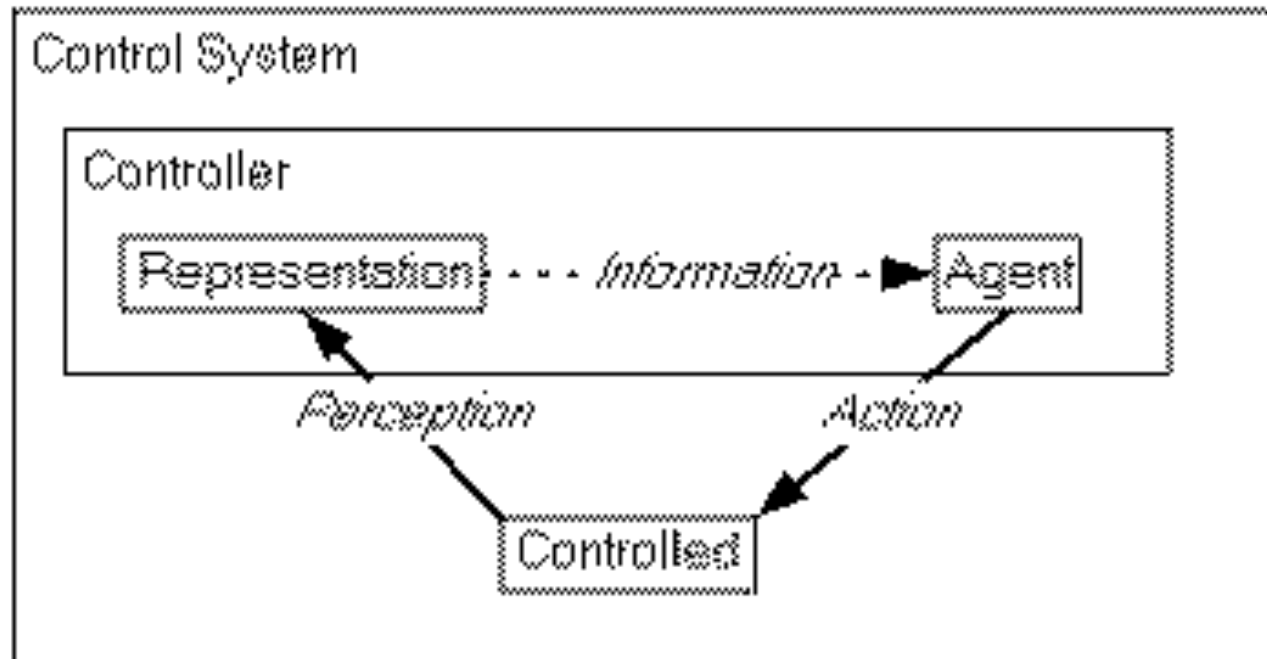 Control System
Controller
Representation
Information
Agent
Perception
Action
Controlled